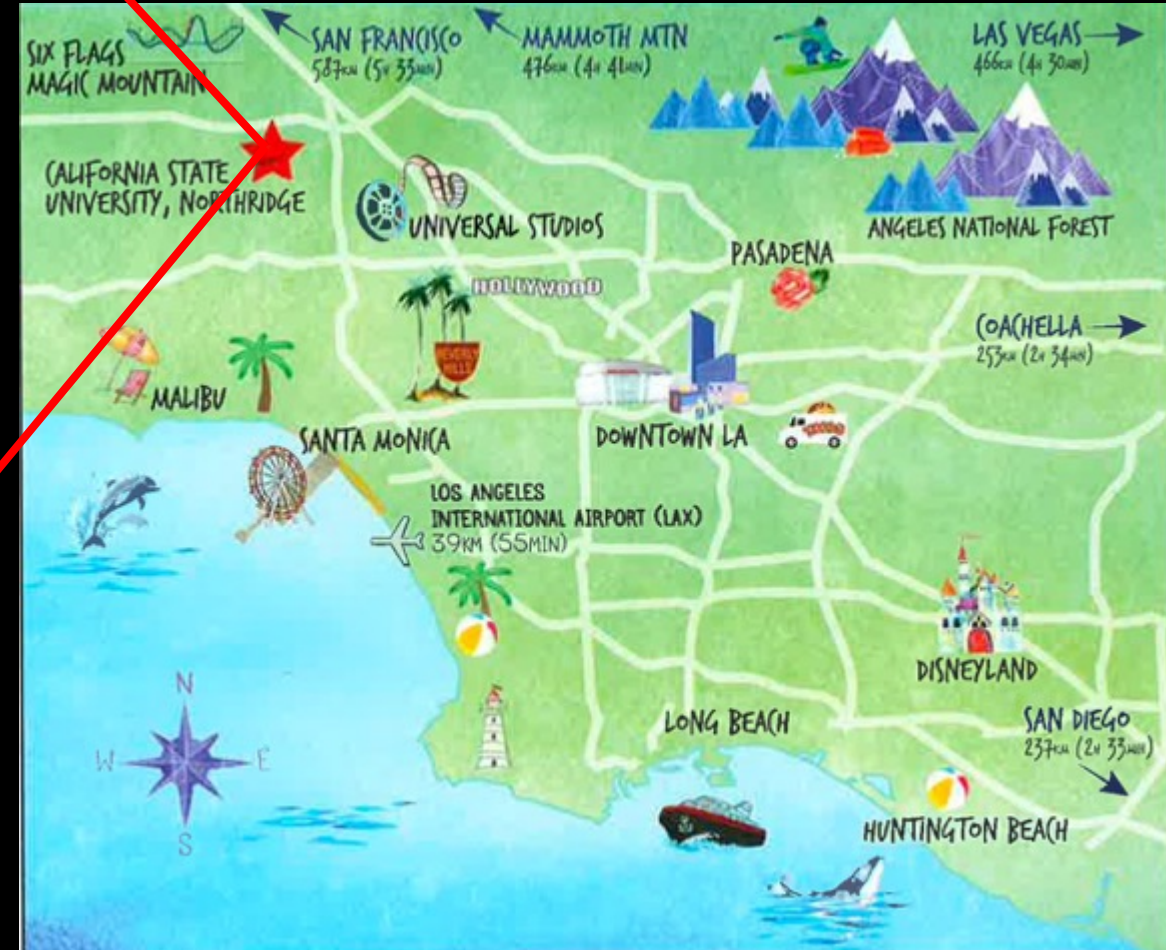 SIX FLAGS
MAGIC MOUNTAIN
SAN FRANCISCO
587KM (5H 33MIN)
MAMMOTH MTN
476KM (4H 41MIN)
LAS VEGAS
466KM (4H 30MIN)
CALIFORNIA STATE
UNIVERSITY, NORTHRIDGE
UNIVERSAL STUDIOS
ANGELES NATIONAL FOREST
PASADENA
HOLLYWOOD
COACHELLA
253KM (2H 34MIN)
BEVERLY
HILLS
MALIBU
SANTA MONICA
DOWNTOWN LA
LOS ANGELES
INTERNATIONAL AIRPORT (LAX)
39KM (55MIN)
DISNEYLAND
N
W
E
S
LONG BEACH
SAN DIEGO
237KM (2H 33MIN)
HUNTINGTON BEACH